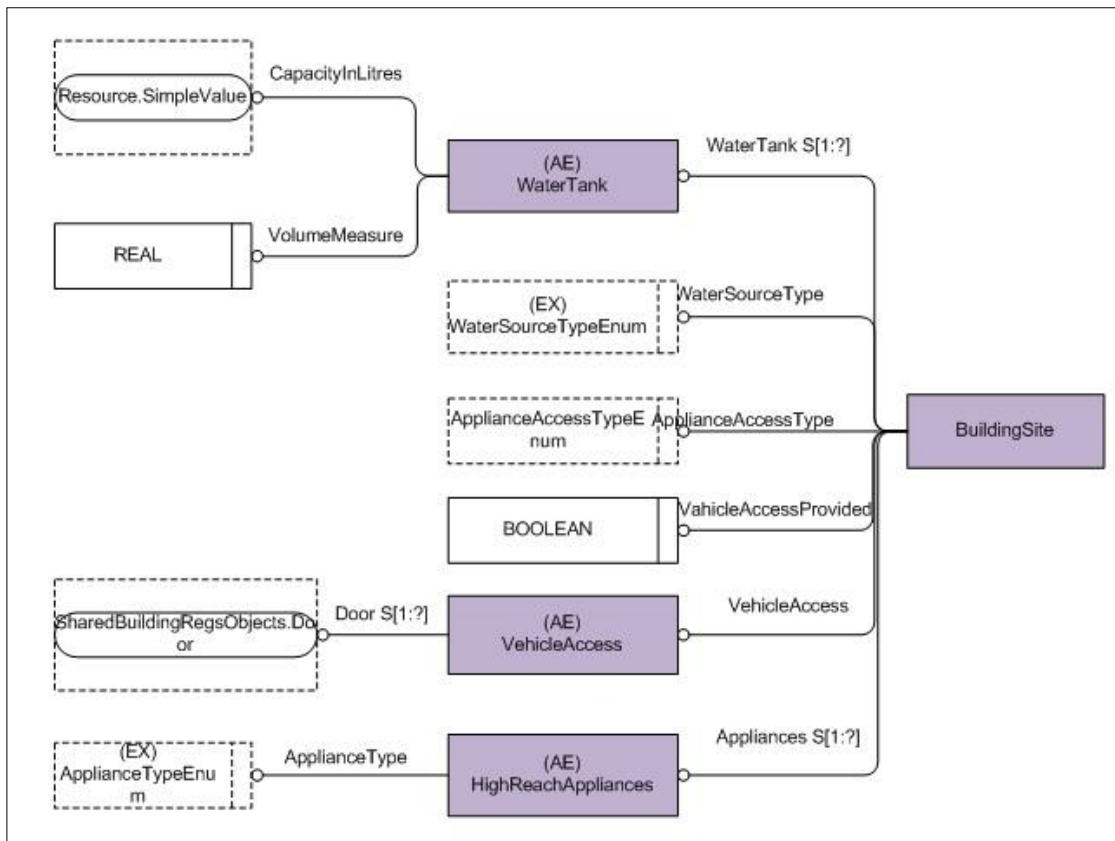 CapacityInLitres
Resource.SimpleValue
WaterTank S[1:?]
(AE)
WaterTank
VolumeMeasure
REAL
(EX)
WaterSourceTypeEnum
WaterSourceType
ApplianceAccessTypeE
num
ApplianceAccessType
BuildingSite
VahicleAccessProvided
BOOLEAN
SharedBuildingRegsObjects.Do
or
Door S[1:?]
(AE)
VehicleAccess
VehicleAccess
Appliances S[1:?]
(EX)
ApplianceTypeEnu
m
ApplianceType
(AE)
HighReachAppliances